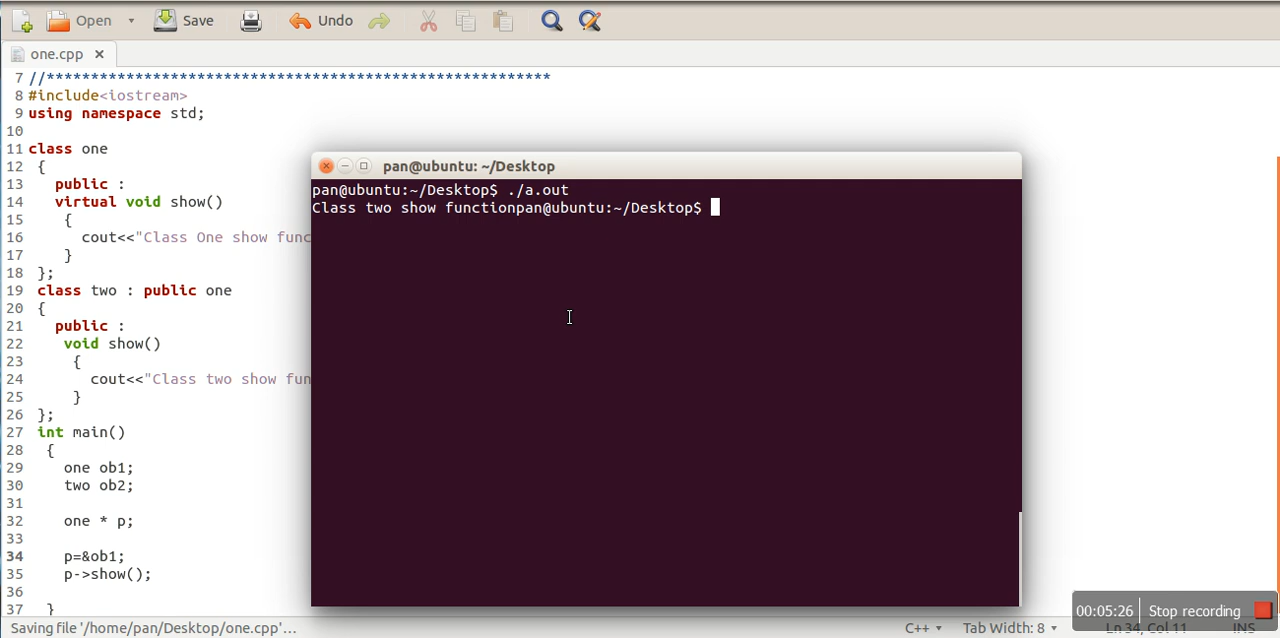 Open Save Undo
one.cpp
7 //*********************************************************
8 #include<iostream>
9 using namespace std;
10
11 class one
12 {
13 public :
14 virtual void show()
15 {
16 cout<<"Class One show func
17 }
18 };
19 class two : public one
20 {
21 public :
22 void show()
23 {
24 cout<<"Class two show fun
25 }
26 };
27 int main()
28 {
29 one ob1;
30 two ob2;
31
32 one * p;
33
34 p=&ob1;
35 p->show();
36
37 }
pan@ubuntu: ~/Desktop
pan@ubuntu:~/Desktop$ ./a.out
Class two show functionpan@ubuntu:~/Desktop$
00:05:26 Stop recording
Saving file '/home/pan/Desktop/one.cpp'... C++ Tab Width: 8 Ln 34, Col 11 INS